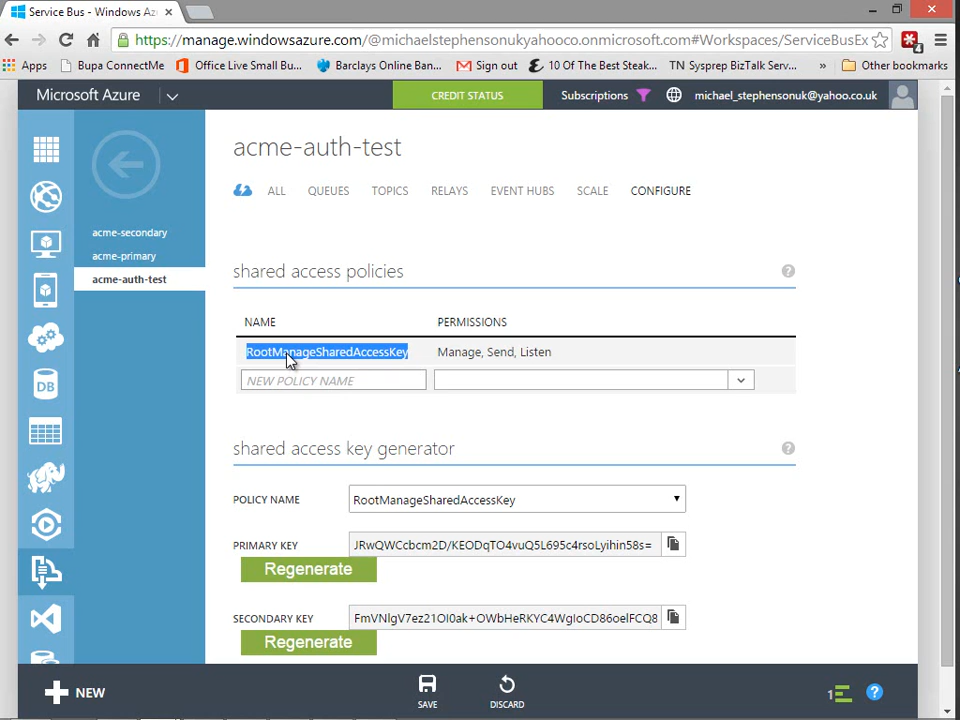 Service Bus - Windows Az
https://manage.windowsazure.com/@michaelstephensonukyahooco.onmicrosoft.com#Workspaces/ServiceBusEx
4
Apps Bupa ConnectMe Office Live Small Bu... Barclays Online Ban... Sign out 10 Of The Best Steak... TN Sysprep BizTalk Serv... » Other bookmarks
Microsoft Azure CREDIT STATUS Subscriptions michael_stephensonuk@yahoo.co.uk
acme-auth-test
ALL QUEUES TOPICS RELAYS EVENT HUBS SCALE CONFIGURE
acme-secondary
acme-primary
acme-auth-test
shared access policies ?
NAME PERMISSIONS
RootManageSharedAccessKey Manage, Send, Listen
NEW POLICY NAME
DB
shared access key generator ?
POLICY NAME RootManageSharedAccessKey
PRIMARY KEY JRwQWCcbcm2D/KEODqTO4vuQ5L695c4rsoLyihin58s=
Regenerate
SECONDARY KEY FmVNlgV7ez21OI0ak+OWbHeRKYC4WgIoCD86oelFCQ8
Regenerate
NEW SAVE DISCARD 1 ?